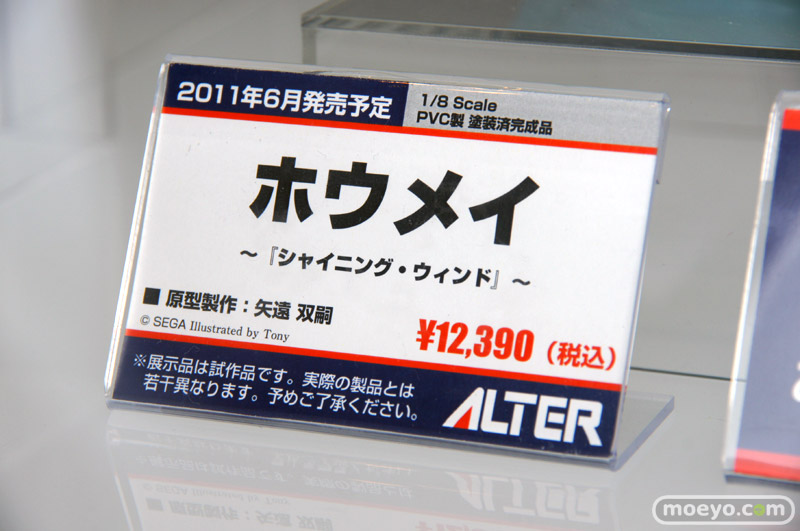 2011年6月発売予定
1/8 Scale
PVC製 塗装済完成品
ホウメイ
～『シャイニング・ウィンド』～
■ 原型製作：矢遠 双嗣
© SEGA Illustrated by Tony
¥12,390（税込）
※展示品は試作品です。実際の製品とは
若干異なります。予めご了承ください。
ALTER
moeyo.com